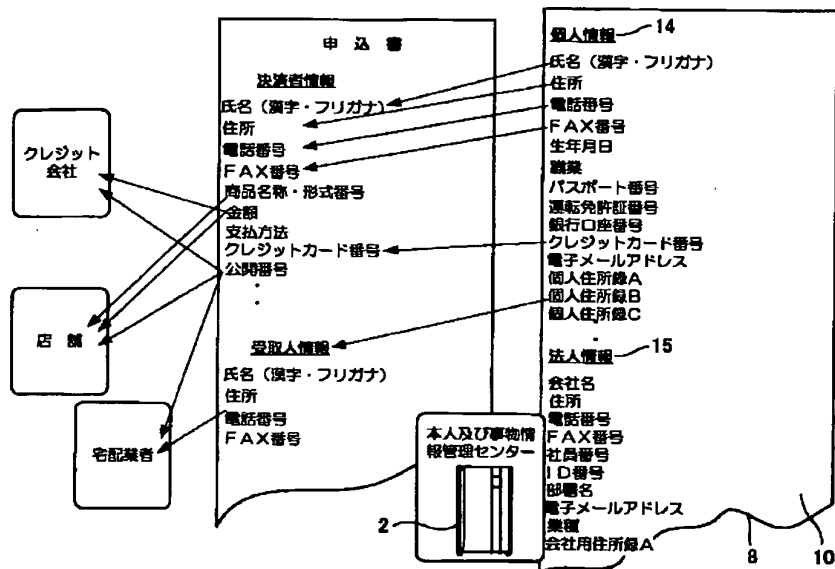 申込書
決済者情報
氏名（漢字・フリガナ）
住所
電話番号
ＦＡＸ番号
商品名称・形式番号
金額
支払方法
クレジットカード番号
公開番号
・
・
受取人情報
氏名（漢字・フリガナ）
住所
電話番号
ＦＡＸ番号
クレジット
会社
店舗
宅配業者
本人及び事物情
報管理センター
2
個人情報 14
氏名（漢字・フリガナ）
住所
電話番号
ＦＡＸ番号
生年月日
職業
パスポート番号
運転免許証番号
銀行口座番号
クレジットカード番号
電子メールアドレス
個人住所録A
個人住所録B
個人住所録C
・
・
法人情報 15
会社名
住所
電話番号
ＦＡＸ番号
社員番号
ＩＤ番号
部署名
電子メールアドレス
業種
会社用住所録A
8
10